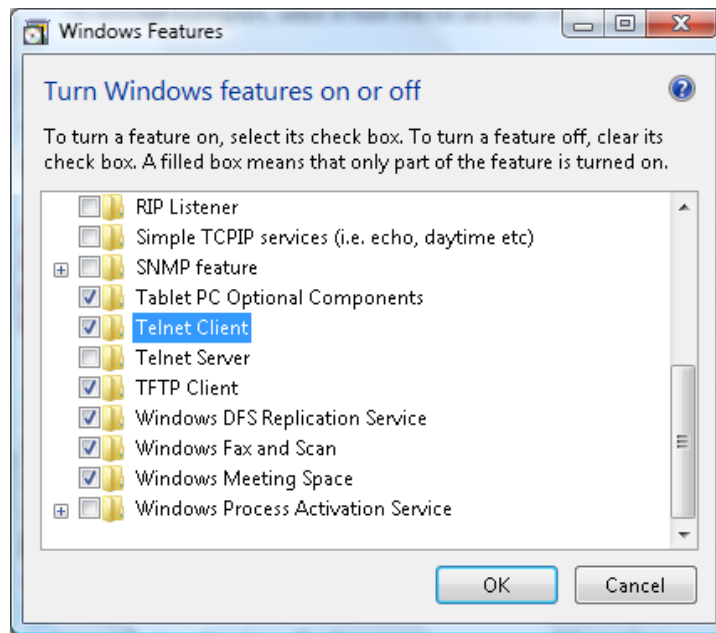 Windows Features
Turn Windows features on or off
To turn a feature on, select its check box. To turn a feature off, clear its
check box. A filled box means that only part of the feature is turned on.
RIP Listener
Simple TCPIP services (i.e. echo, daytime etc)
SNMP feature
Tablet PC Optional Components
Telnet Client
Telnet Server
TFTP Client
Windows DFS Replication Service
Windows Fax and Scan
Windows Meeting Space
Windows Process Activation Service
OK Cancel